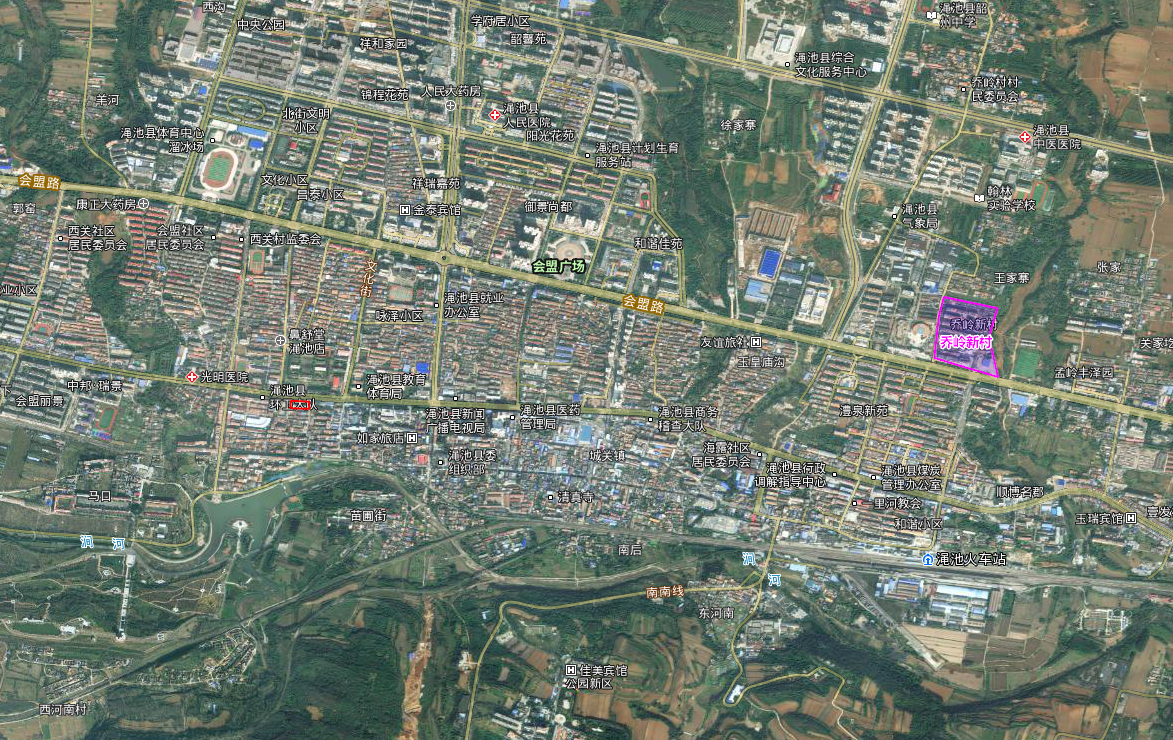 西沟
中央公园
学府居小区
韶馨苑
渑池县韶
州中学
祥和家园
渑池县综合
文化服务中心
乔岭村村
民委员会
羊河
锦程花苑
人民大药房
渑池县
人民医院
北街文明
小区
阳光花苑
徐家寨
渑池县体育中心
溜冰场
渑池县计划生育
服务站
渑池县
中医医院
会盟路
文化小区
吕泰小区
祥瑞嘉苑
翰林
实验学校
郭窑
康正大药房
金泰宾馆
御景尚都
渑池县
气象局
西关社区
居民委员会
会盟社区
居民委员会
西关村监委会
和谐佳苑
会盟广场
文化街
张家
王家寨
业小区
渑池县就业
办公室
会盟路
咏泽小区
乔岭新村
乔岭新村
鼻舒堂
渑池店
友谊旅社
玉皇庙沟
关家圪
孟岭丰泽园
光明医院
中邦·瑞景
渑池县教育
体育局
下
会盟丽景
渑池县
渑池县新闻
广播电视局
渑池县医药
管理局
渑池县商务
稽查大队
澧泉新苑
如家旅店
渑池县委
组织部
城关镇
海露社区
居民委员会
渑池县行政
调解指导中心
渑池县煤炭
管理办公室
马口
清真寺
里河教会
顺博名郡
苗圃街
和谐小区
玉瑞宾馆
涧河
南后
涧河
渑池火车站
南南线
东河南
佳美宾馆
公园新区
西河南村